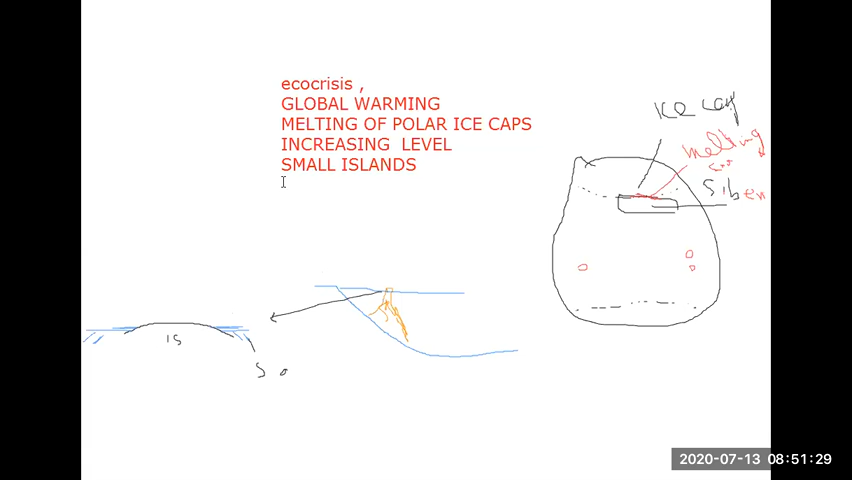 ecocrisis ,
GLOBAL WARMING
MELTING OF POLAR ICE CAPS
INCREASING  LEVEL
SMALL ISLANDS
Ice cap
melting
Sib
IS
2020-07-13 08:51:29